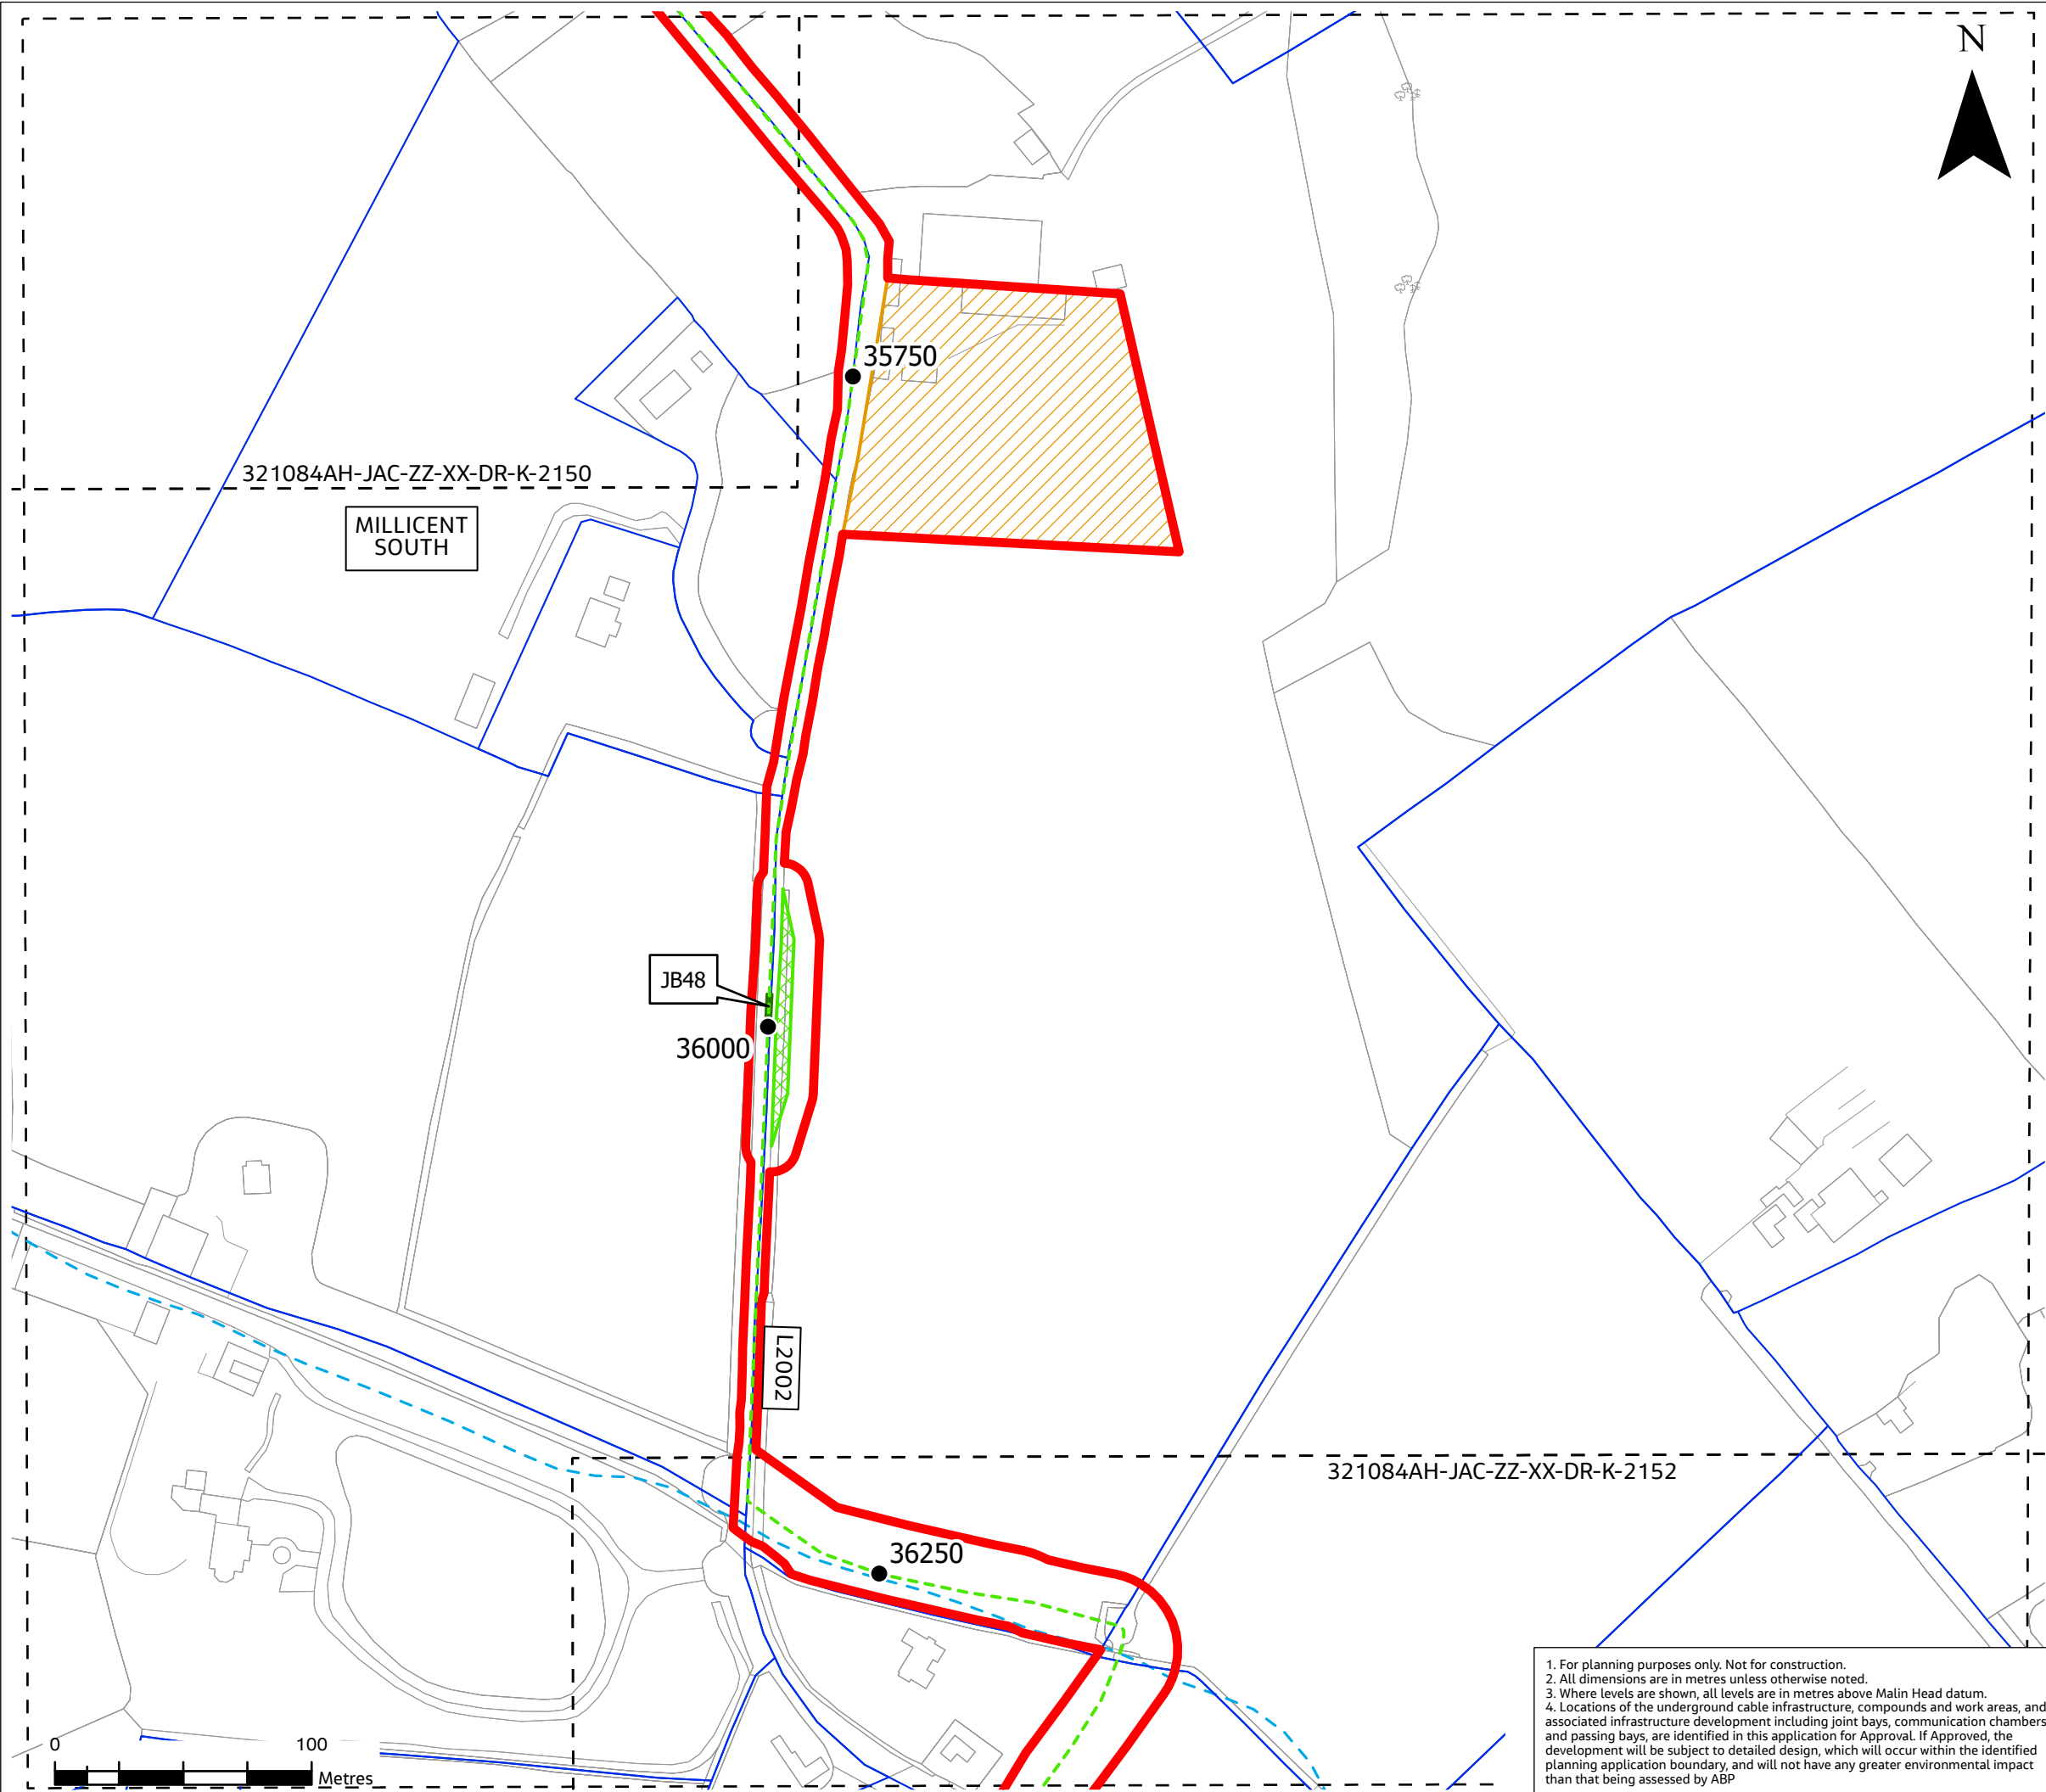 N
35750
321084AH-JAC-ZZ-XX-DR-K-2150
MILLICENT
SOUTH
JB48
36000
L2002
321084AH-JAC-ZZ-XX-DR-K-2152
36250
0 100
Metres
1. For planning purposes only. Not for construction.
2. All dimensions are in metres unless otherwise noted.
3. Where levels are shown, all levels are in metres above Malin Head datum.
4. Locations of the underground cable infrastructure, compounds and work areas, and
associated infrastructure development including joint bays, communication chambers
and passing bays, are identified in this application for Approval. If Approved, the
development will be subject to detailed design, which will occur within the identified
planning application boundary, and will not have any greater environmental impact
than that being assessed by ABP